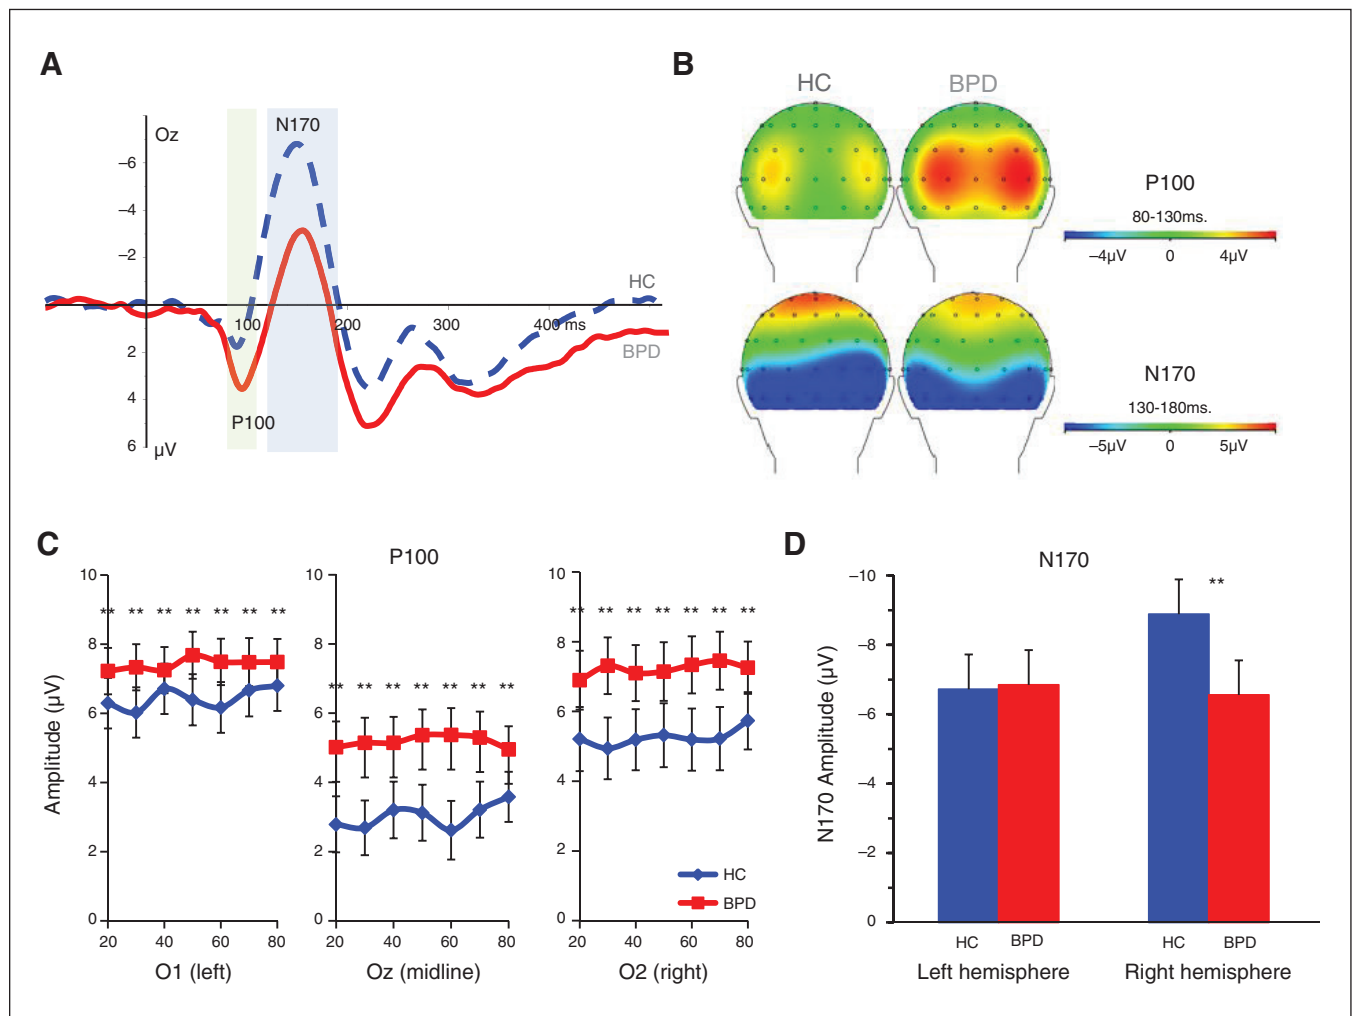 A
Oz
N170
–6
–4
–2
HC
100
200
300
400 ms
BPD
2
4
P100
6
µV
B
HC
BPD
P100
80-130ms.
–4µV 0 4µV
N170
130-180ms.
–5µV 0 5µV
C
P100
Amplitude (µV)
10
8
6
4
2
0
** ** ** ** ** ** **
20 40 60 80
O1 (left)
10
8
6
4
2
0
** ** ** ** ** ** **
20 40 60 80
Oz (midline)
10
8
6
4
2
0
** ** ** ** ** ** **
HC
BPD
20 40 60 80
O2 (right)
D
N170
N170 Amplitude (µV)
–10
–8
–6
–4
–2
0
**
HC BPD
Left hemisphere
HC BPD
Right hemisphere